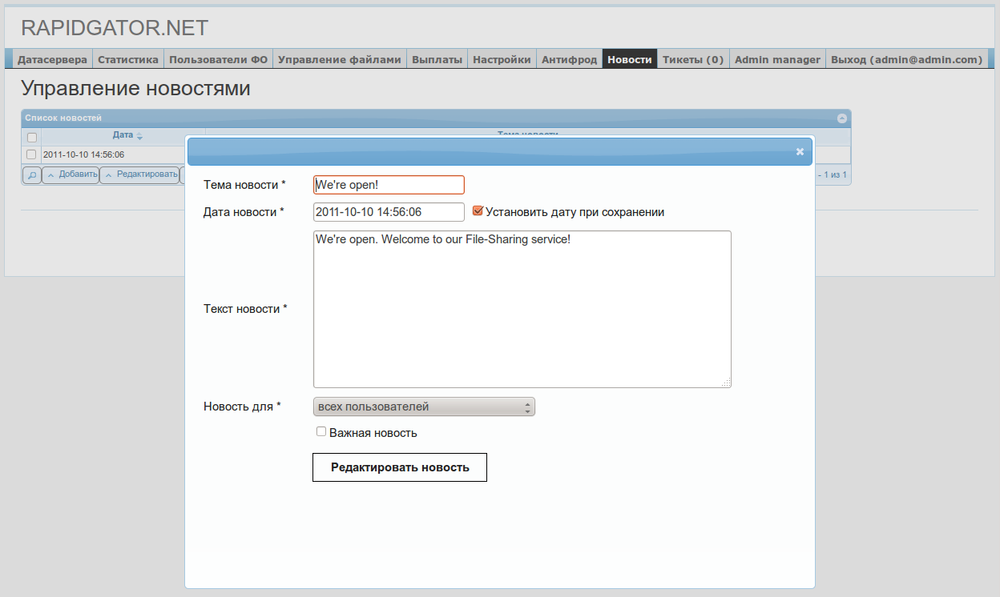 RAPIDGATOR.NET
Датасервера Статистика Пользователи ФО Управление файлами Выплаты Настройки Антифрод Новости Тикеты (0) Admin manager Выход (admin@admin.com)
Управление новостями
Список новостей
Дата Тема новости
2011-10-10 14:56:06
Добавить Редактировать - 1 из 1
Тема новости * We're open!
Дата новости * 2011-10-10 14:56:06 Установить дату при сохранении
We're open. Welcome to our File-Sharing service!
Текст новости *
Новость для * всех пользователей
Важная новость
Редактировать новость